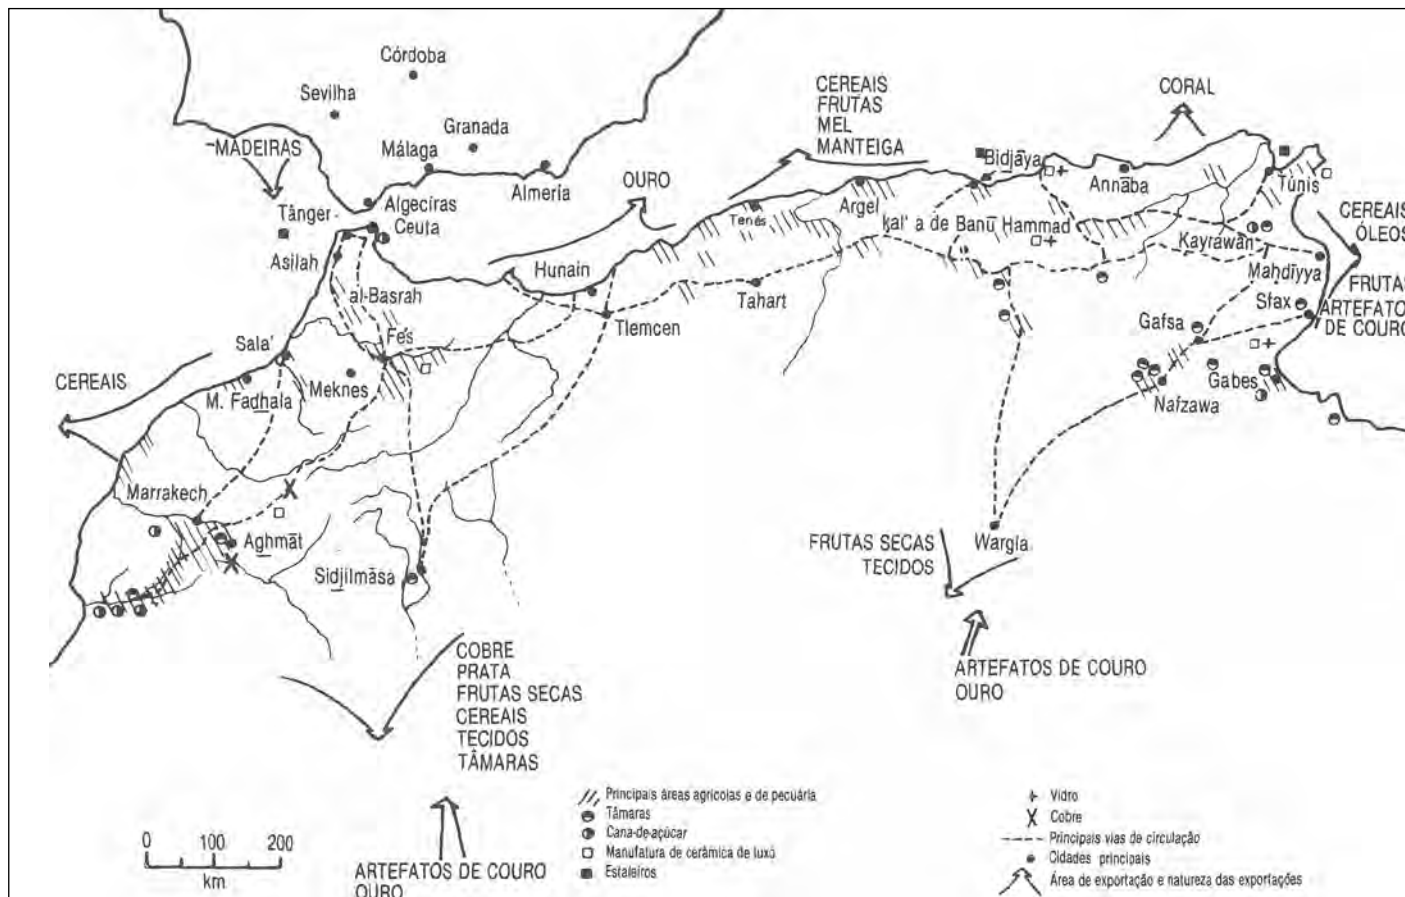 Córdoba
Sevilha
Granada
Málaga
Almería
MADEIRAS
Algeciras
Ceuta
Tânger
Asilah
al-Basrah
Fés
Sala'
Meknes
M. Fadhala
CEREAIS
Marrakech
Aghmāt
Sidjilmāsa
OURO
Hunain
Tlemcen
CEREAIS
FRUTAS
MEL
MANTEIGA
Tenés
Argel
Tahart
Bidjāya
kal' a de Banū Hammad
CORAL
Annāba
Túnis
Kayrawān
Mahdīyya
Sfax
Gafsa
Gabes
Nafzawa
CEREAIS
ÓLEOS
FRUTAS
ARTEFATOS
DE COURO
Wargla
FRUTAS SECAS
TECIDOS
ARTEFATOS DE COURO
OURO
COBRE
PRATA
FRUTAS SECAS
CEREAIS
TECIDOS
TÂMARAS
ARTEFATOS DE COURO
OURO
0 100 200
km
Principais áreas agrícolas e de pecuária
Tâmaras
Cana-de-açúcar
Manufatura de cerâmica de luxo
Estaleiros
Vidro
Cobre
Principais vias de circulação
Cidades principais
Área de exportação e natureza das exportações